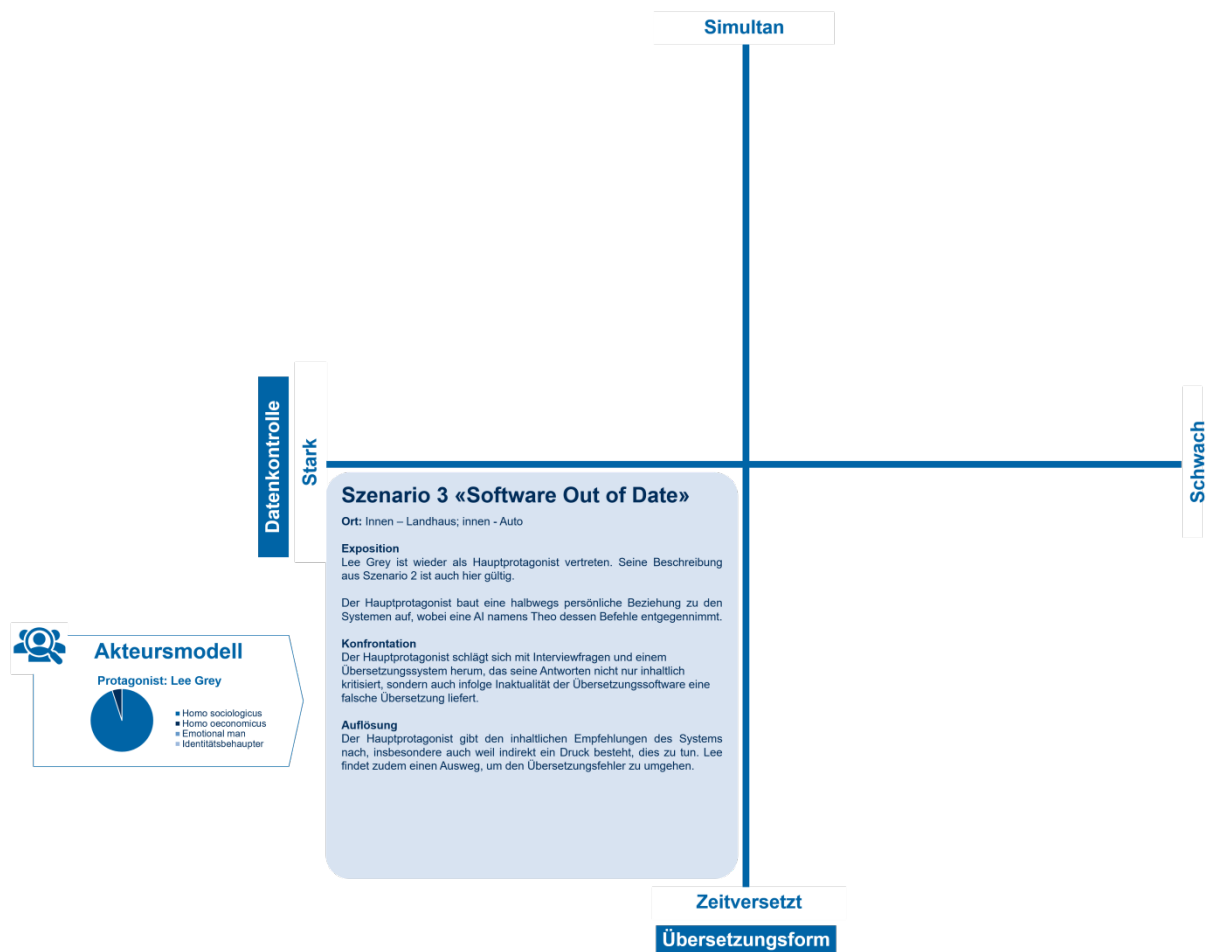 Simultan
Datenkontrolle
Stark
Schwach
Szenario 3 «Software Out of Date»
Ort: Innen – Landhaus; innen - Auto
Exposition
Lee Grey ist wieder als Hauptprotagonist vertreten. Seine Beschreibung
aus Szenario 2 ist auch hier gültig.
Der Hauptprotagonist baut eine halbwegs persönliche Beziehung zu den
Systemen auf, wobei eine AI namens Theo dessen Befehle entgegennimmt.
Konfrontation
Der Hauptprotagonist schlägt sich mit Interviewfragen und einem
Übersetzungssystem herum, das seine Antworten nicht nur inhaltlich
kritisiert, sondern auch infolge Inaktualität der Übersetzungssoftware eine
falsche Übersetzung liefert.
Auflösung
Der Hauptprotagonist gibt den inhaltlichen Empfehlungen des Systems
nach, insbesondere auch weil indirekt ein Druck besteht, dies zu tun. Lee
findet zudem einen Ausweg, um den Übersetzungsfehler zu umgehen.
Akteursmodell
Protagonist: Lee Grey
Homo sociologicus
Homo oeconomicus
Emotional man
Identitätsbehaupter
Zeitversetzt
Übersetzungsform